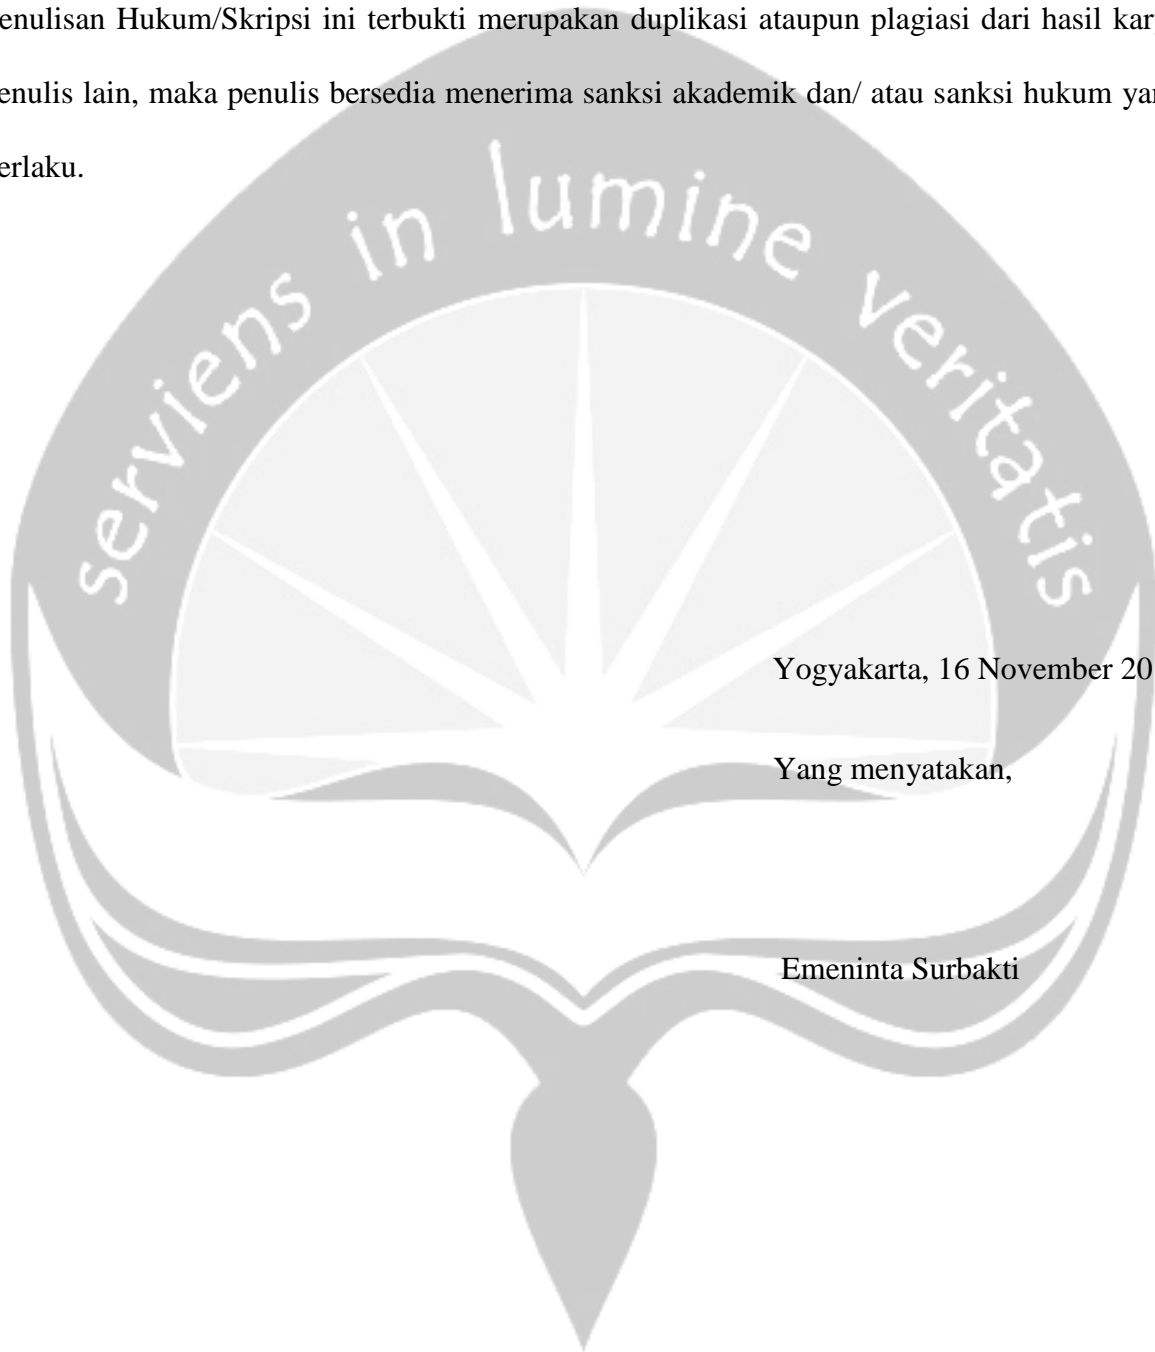 enulisan Hukum/Skripsi ini terbukti merupakan duplikasi ataupun plagiasi dari hasil kar
enulis lain, maka penulis bersedia menerima sanksi akademik dan/ atau sanksi hukum yan
erlaku.
serviens in lumine veritatis
Yogyakarta, 16 November 20
Yang menyatakan,
Emeninta Surbakti